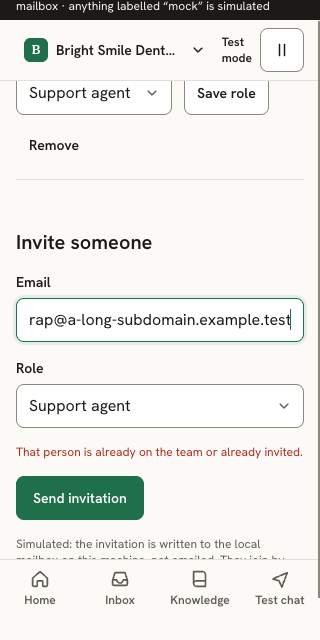 mailbox · anything labelled “mock” is simulated
B Bright Smile Dent... Test mode
Support agent Save role
Remove
Invite someone
Email
rap@a-long-subdomain.example.test
Role
Support agent
That person is already on the team or already invited.
Send invitation
Simulated: the invitation is written to the local
mailbox on this machine, not emailed. They join by
Home Inbox Knowledge Test chat